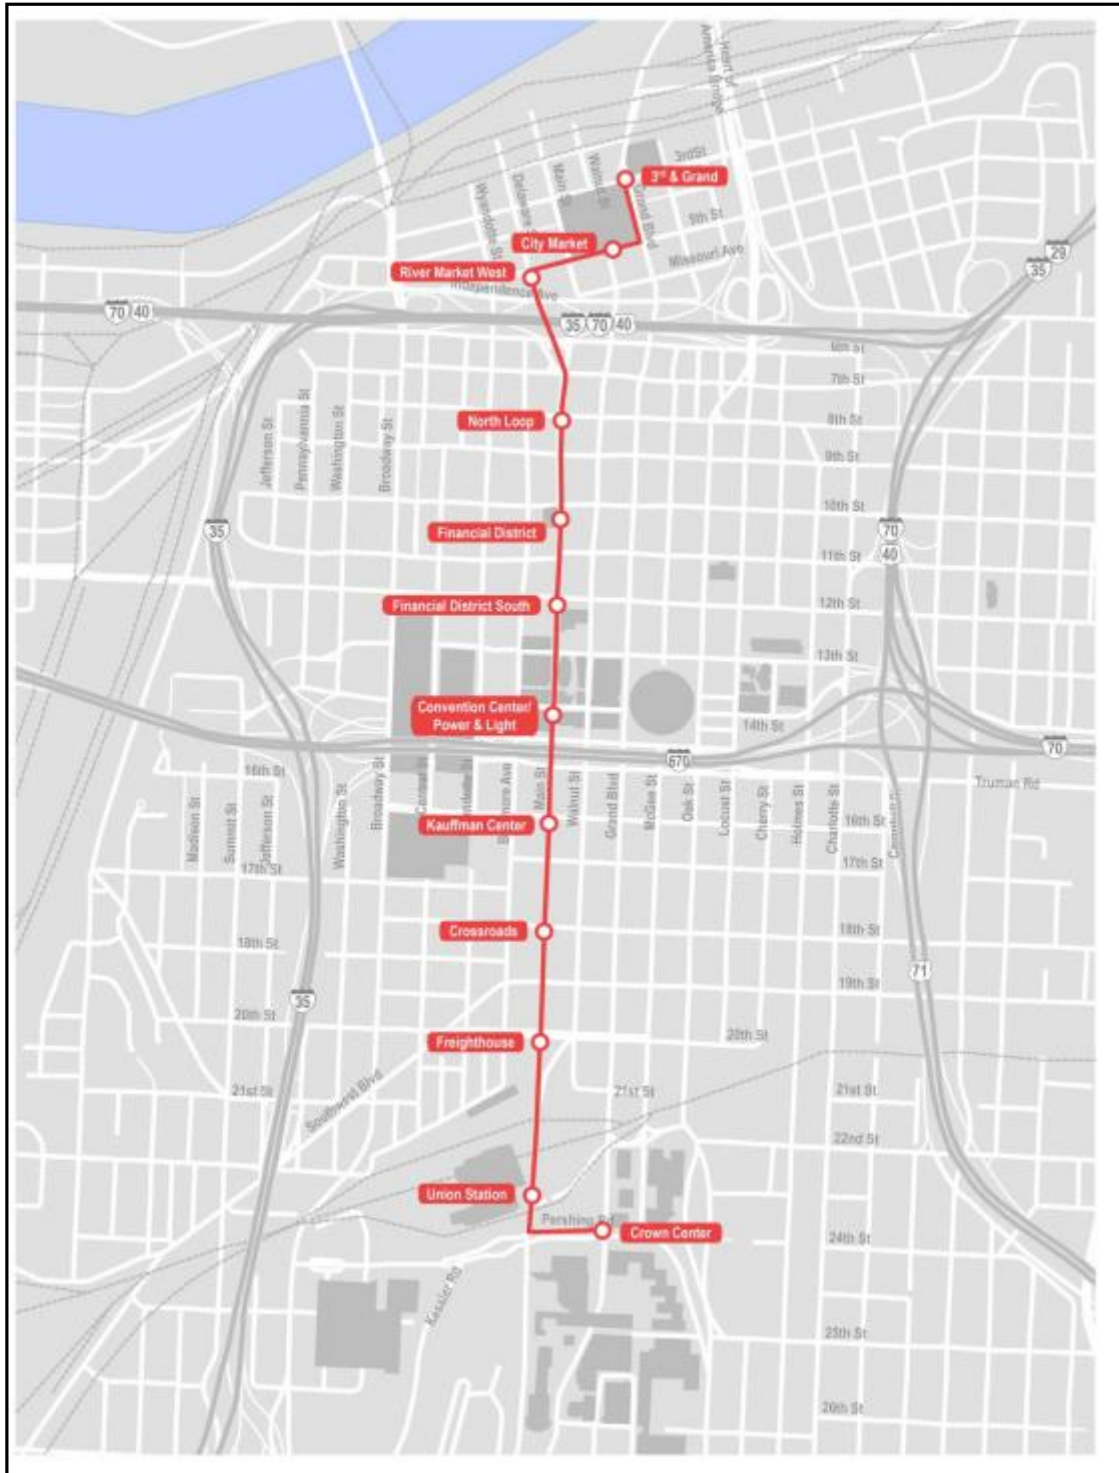 Heart of
America Bridge
3rd St
Main St
Walnut St
3rd & Grand
Delaware S
Wyandotte St
Grand Blvd
5th St
City Market
Missouri Ave
River Market West
Independence Ave
29
35
70 40
35 70 40
6th St
7th St
North Loop
8th St
Jefferson St
Pennsylvannia St
Washington St
Broadway St
9th St
10th St
35
Financial District
70
40
11th St
Financial District South
12th St
13th St
Convention Center/
Power & Light
14th St
670
70
16th St
Truman Rd
Madison St
Summit St
Jefferson St
Washington St
Broadway St
Main St
Walnut St
Grand Blvd
McGee St
Oak St
Locust St
Cherry St
Holmes St
Charlotte St
Kauffman Center
16th St
17th St
17th St
Crossroads
18th St
18th St
71
35
19th St
20th St
Freighthouse
20th St
21st St
Southwest Blvd
21st St
21st St
22nd St
Union Station
Pershing Rd
Crown Center
24th St
Kessler Rd
25th St
26th St